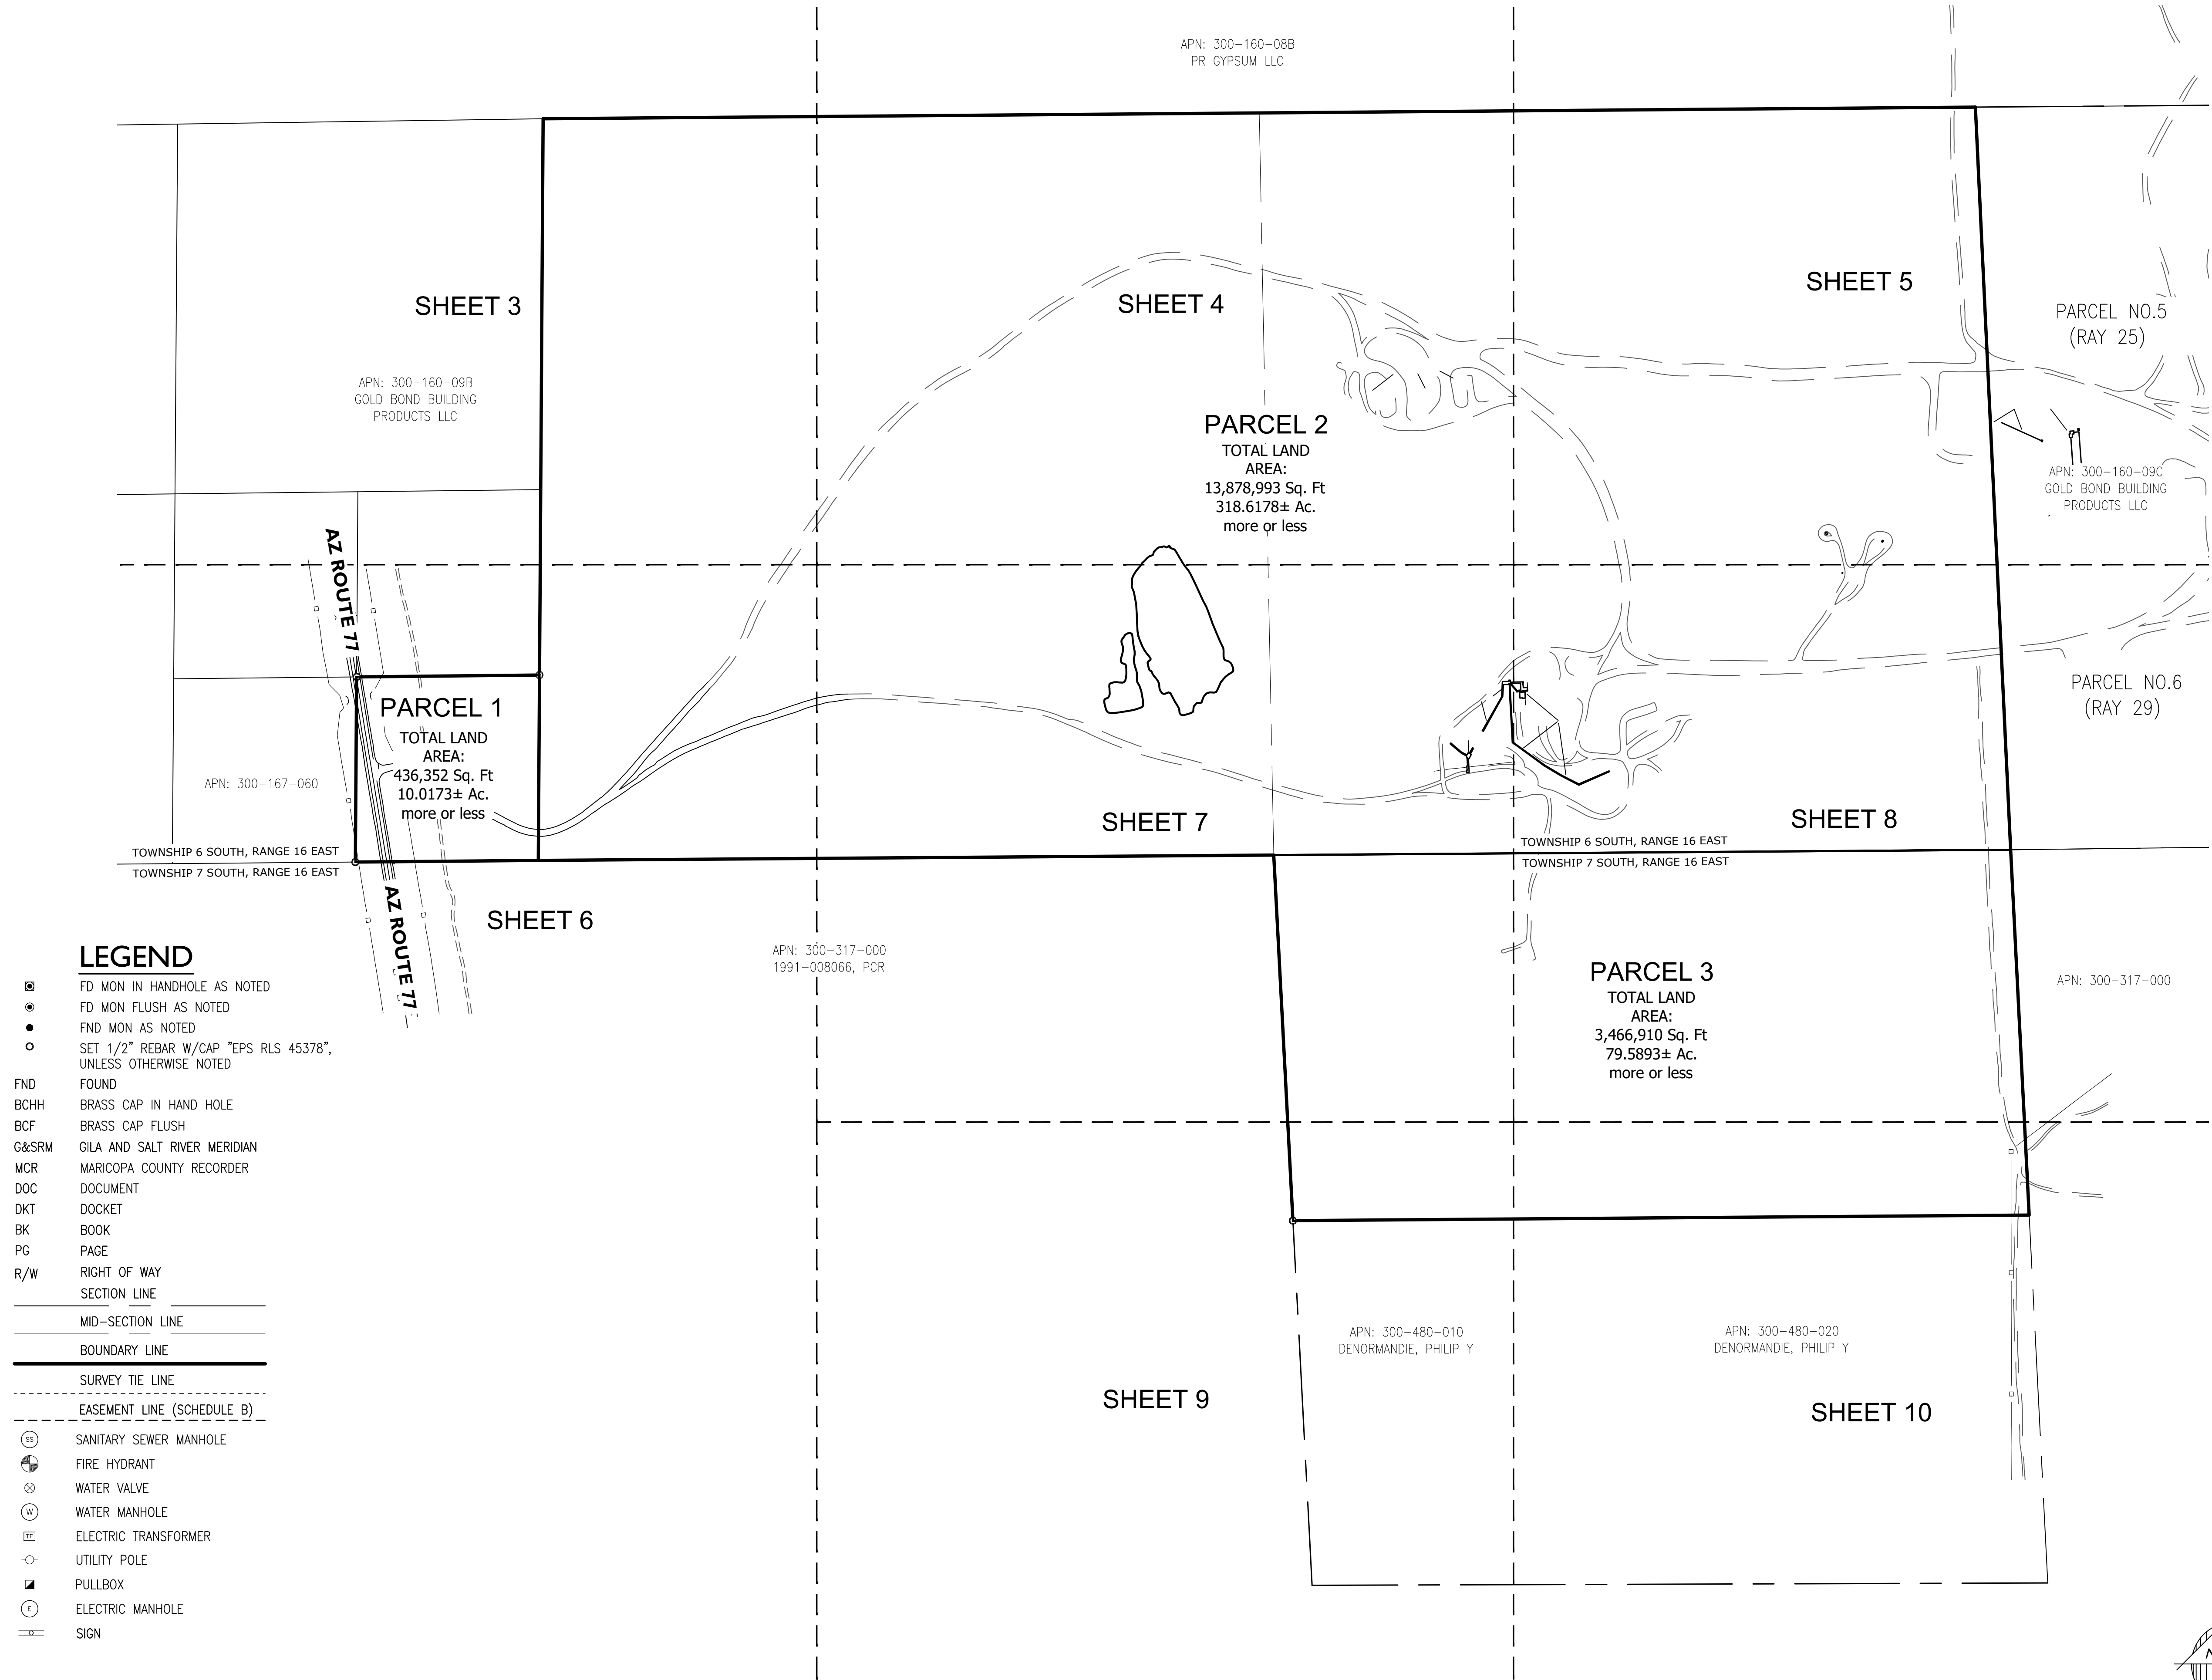 APN: 300-160-08B
PR GYPSUM LLC
SHEET 3
SHEET 4
SHEET 5
PARCEL NO.5
(RAY 25)
APN: 300-160-09B
GOLD BOND BUILDING
PRODUCTS LLC
PARCEL 2
TOTAL LAND
AREA:
13,878,993 Sq. Ft
318.6178± Ac.
more or less
APN: 300-160-09C
GOLD BOND BUILDING
PRODUCTS LLC
AZ ROUTE 77
PARCEL 1
TOTAL LAND
AREA:
436,352 Sq. Ft
10.0173± Ac.
more or less
PARCEL NO.6
(RAY 29)
APN: 300-167-060
SHEET 7
SHEET 8
TOWNSHIP 6 SOUTH, RANGE 16 EAST
TOWNSHIP 7 SOUTH, RANGE 16 EAST
TOWNSHIP 6 SOUTH, RANGE 16 EAST
TOWNSHIP 7 SOUTH, RANGE 16 EAST
AZ ROUTE 77
SHEET 6
APN: 300-317-000
1991-008066, PCR
PARCEL 3
TOTAL LAND
AREA:
3,466,910 Sq. Ft
79.5893± Ac.
more or less
APN: 300-317-000
APN: 300-480-010
DENORMANDIE, PHILIP Y
APN: 300-480-020
DENORMANDIE, PHILIP Y
SHEET 9
SHEET 10
LEGEND
FD MON IN HANDHOLE AS NOTED
FD MON FLUSH AS NOTED
FND MON AS NOTED
SET 1/2" REBAR W/CAP "EPS RLS 45378",
UNLESS OTHERWISE NOTED
FND FOUND
BCHH BRASS CAP IN HAND HOLE
BCF BRASS CAP FLUSH
G&SRM GILA AND SALT RIVER MERIDIAN
MCR MARICOPA COUNTY RECORDER
DOC DOCUMENT
DKT DOCKET
BK BOOK
PG PAGE
R/W RIGHT OF WAY
SECTION LINE
MID-SECTION LINE
BOUNDARY LINE
SURVEY TIE LINE
EASEMENT LINE (SCHEDULE B)
SS SANITARY SEWER MANHOLE
FIRE HYDRANT
WATER VALVE
W WATER MANHOLE
TF ELECTRIC TRANSFORMER
UTILITY POLE
PULLBOX
E ELECTRIC MANHOLE
SIGN